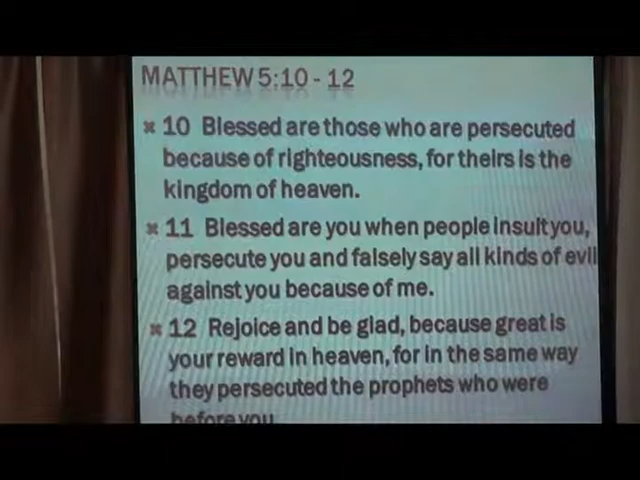 MATTHEW 5:10 - 12
10 Blessed are those who are persecuted
because of righteousness, for theirs is the
kingdom of heaven.
11 Blessed are you when people insult you,
persecute you and falsely say all kinds of evil
against you because of me.
12 Rejoice and be glad, because great is
your reward in heaven, for in the same way
they persecuted the prophets who were
before you